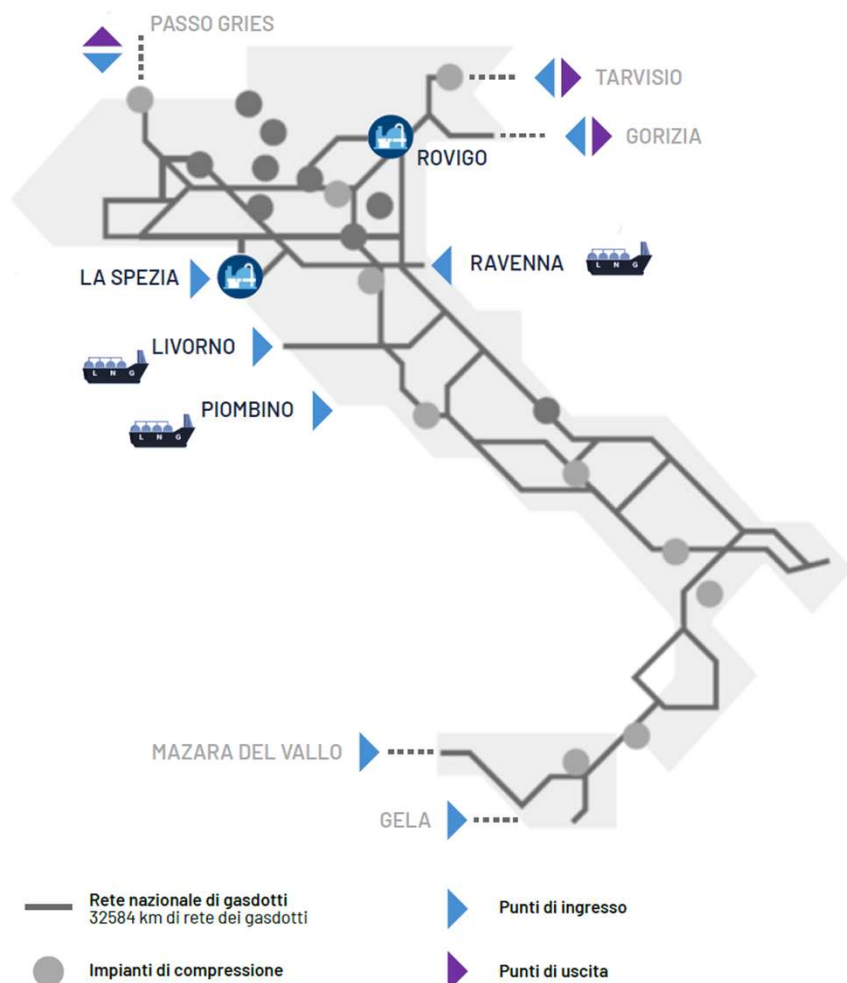 PASSO GRIES
TARVISIO
GORIZIA
ROVIGO
LA SPEZIA
RAVENNA
L N G
LIVORNO
L N G
PIOMBINO
L N G
MAZARA DEL VALLO
GELA
Rete nazionale di gasdotti
32584 km di rete dei gasdotti
Punti di ingresso
Impianti di compressione
Punti di uscita